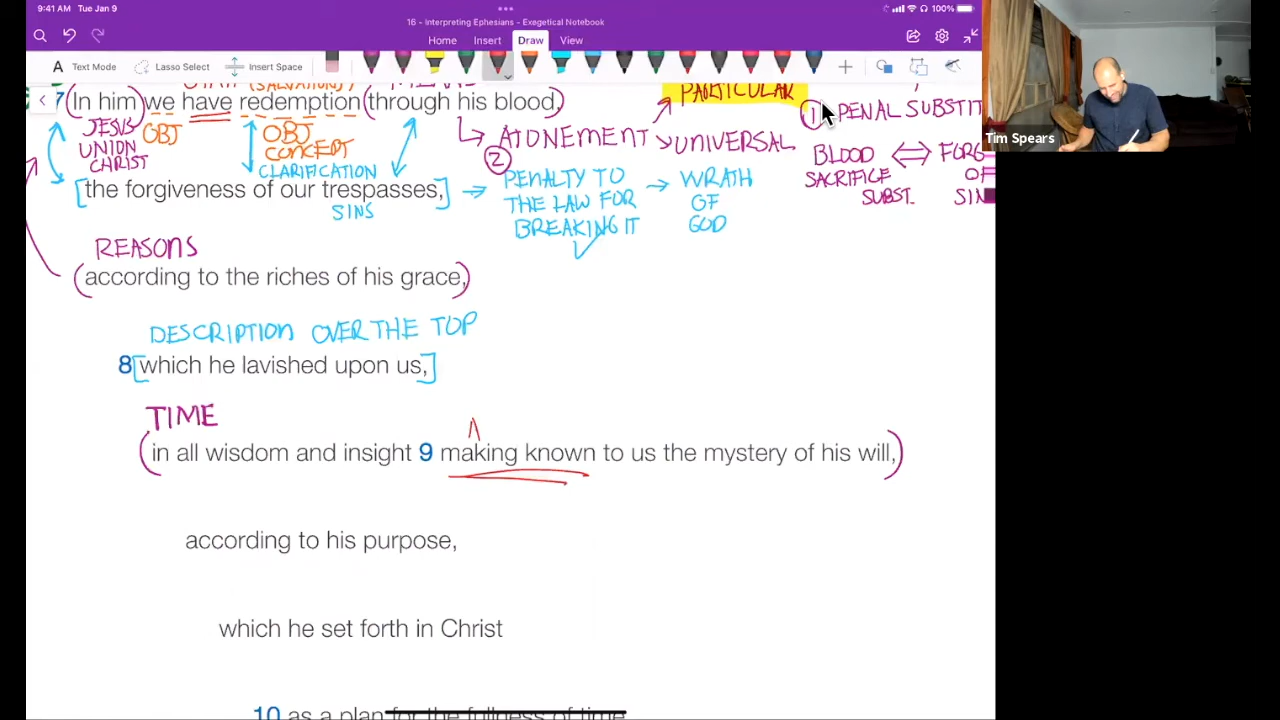 9:41 AM Tue Jan 9
100%
16 - Interpreting Ephesians - Exegetical Notebook
Home Insert Draw View
Text Mode Lasso Select Insert Space
Tim Spears
PARTICULAR
7 (In him) we have redemption (through his blood,)
① PENAL SUBSTIT
JESUS OBJ OBJ → ATONEMENT → UNIVERSAL
UNION CONCEPT ②
CHRIST CLARIFICATION
BLOOD ⇔ FORG
SACRIFICE OF
SUBST. SIN
[the forgiveness of our trespasses,] → PENALTY TO → WRATH
SINS THE LAW FOR OF
BREAKING IT GOD
REASONS
(according to the riches of his grace,)
DESCRIPTION OVER THE TOP
8 [which he lavished upon us,]
TIME
(in all wisdom and insight 9 making known to us the mystery of his will,)
according to his purpose,
which he set forth in Christ
10 as a plan for the fullness of time